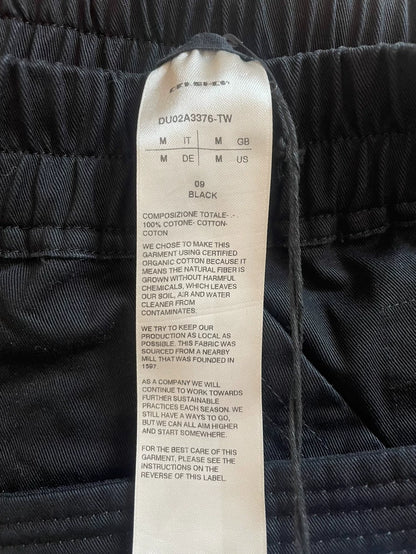 DU02A3376-TW
M IT M GB
M DE M US
09
BLACK
COMPOSIZIONE TOTALE- .-
100% COTONE- COTTON-
COTON
WE CHOSE TO MAKE THIS
GARMENT USING CERTIFIED
ORGANIC COTTON BECAUSE IT
MEANS THE NATURAL FIBER IS
GROWN WITHOUT HARMFUL
CHEMICALS, WHICH LEAVES
OUR SOIL, AIR AND WATER
CLEANER FROM
CONTAMINATES.
WE TRY TO KEEP OUR
PRODUCTION AS LOCAL AS
POSSIBLE. THIS FABRIC WAS
SOURCED FROM A NEARBY
MILL THAT WAS FOUNDED IN
1597
AS A COMPANY WE WILL
CONTINUE TO WORK TOWARDS
FURTHER SUSTAINABLE
PRACTICES EACH SEASON. WE
STILL HAVE A WAYS TO GO,
BUT WE CAN ALL AIM HIGHER
AND START SOMEWHERE.
FOR THE BEST CARE OF THIS
GARMENT, PLEASE SEE THE
INSTRUCTIONS ON THE
REVERSE OF THIS LABEL.